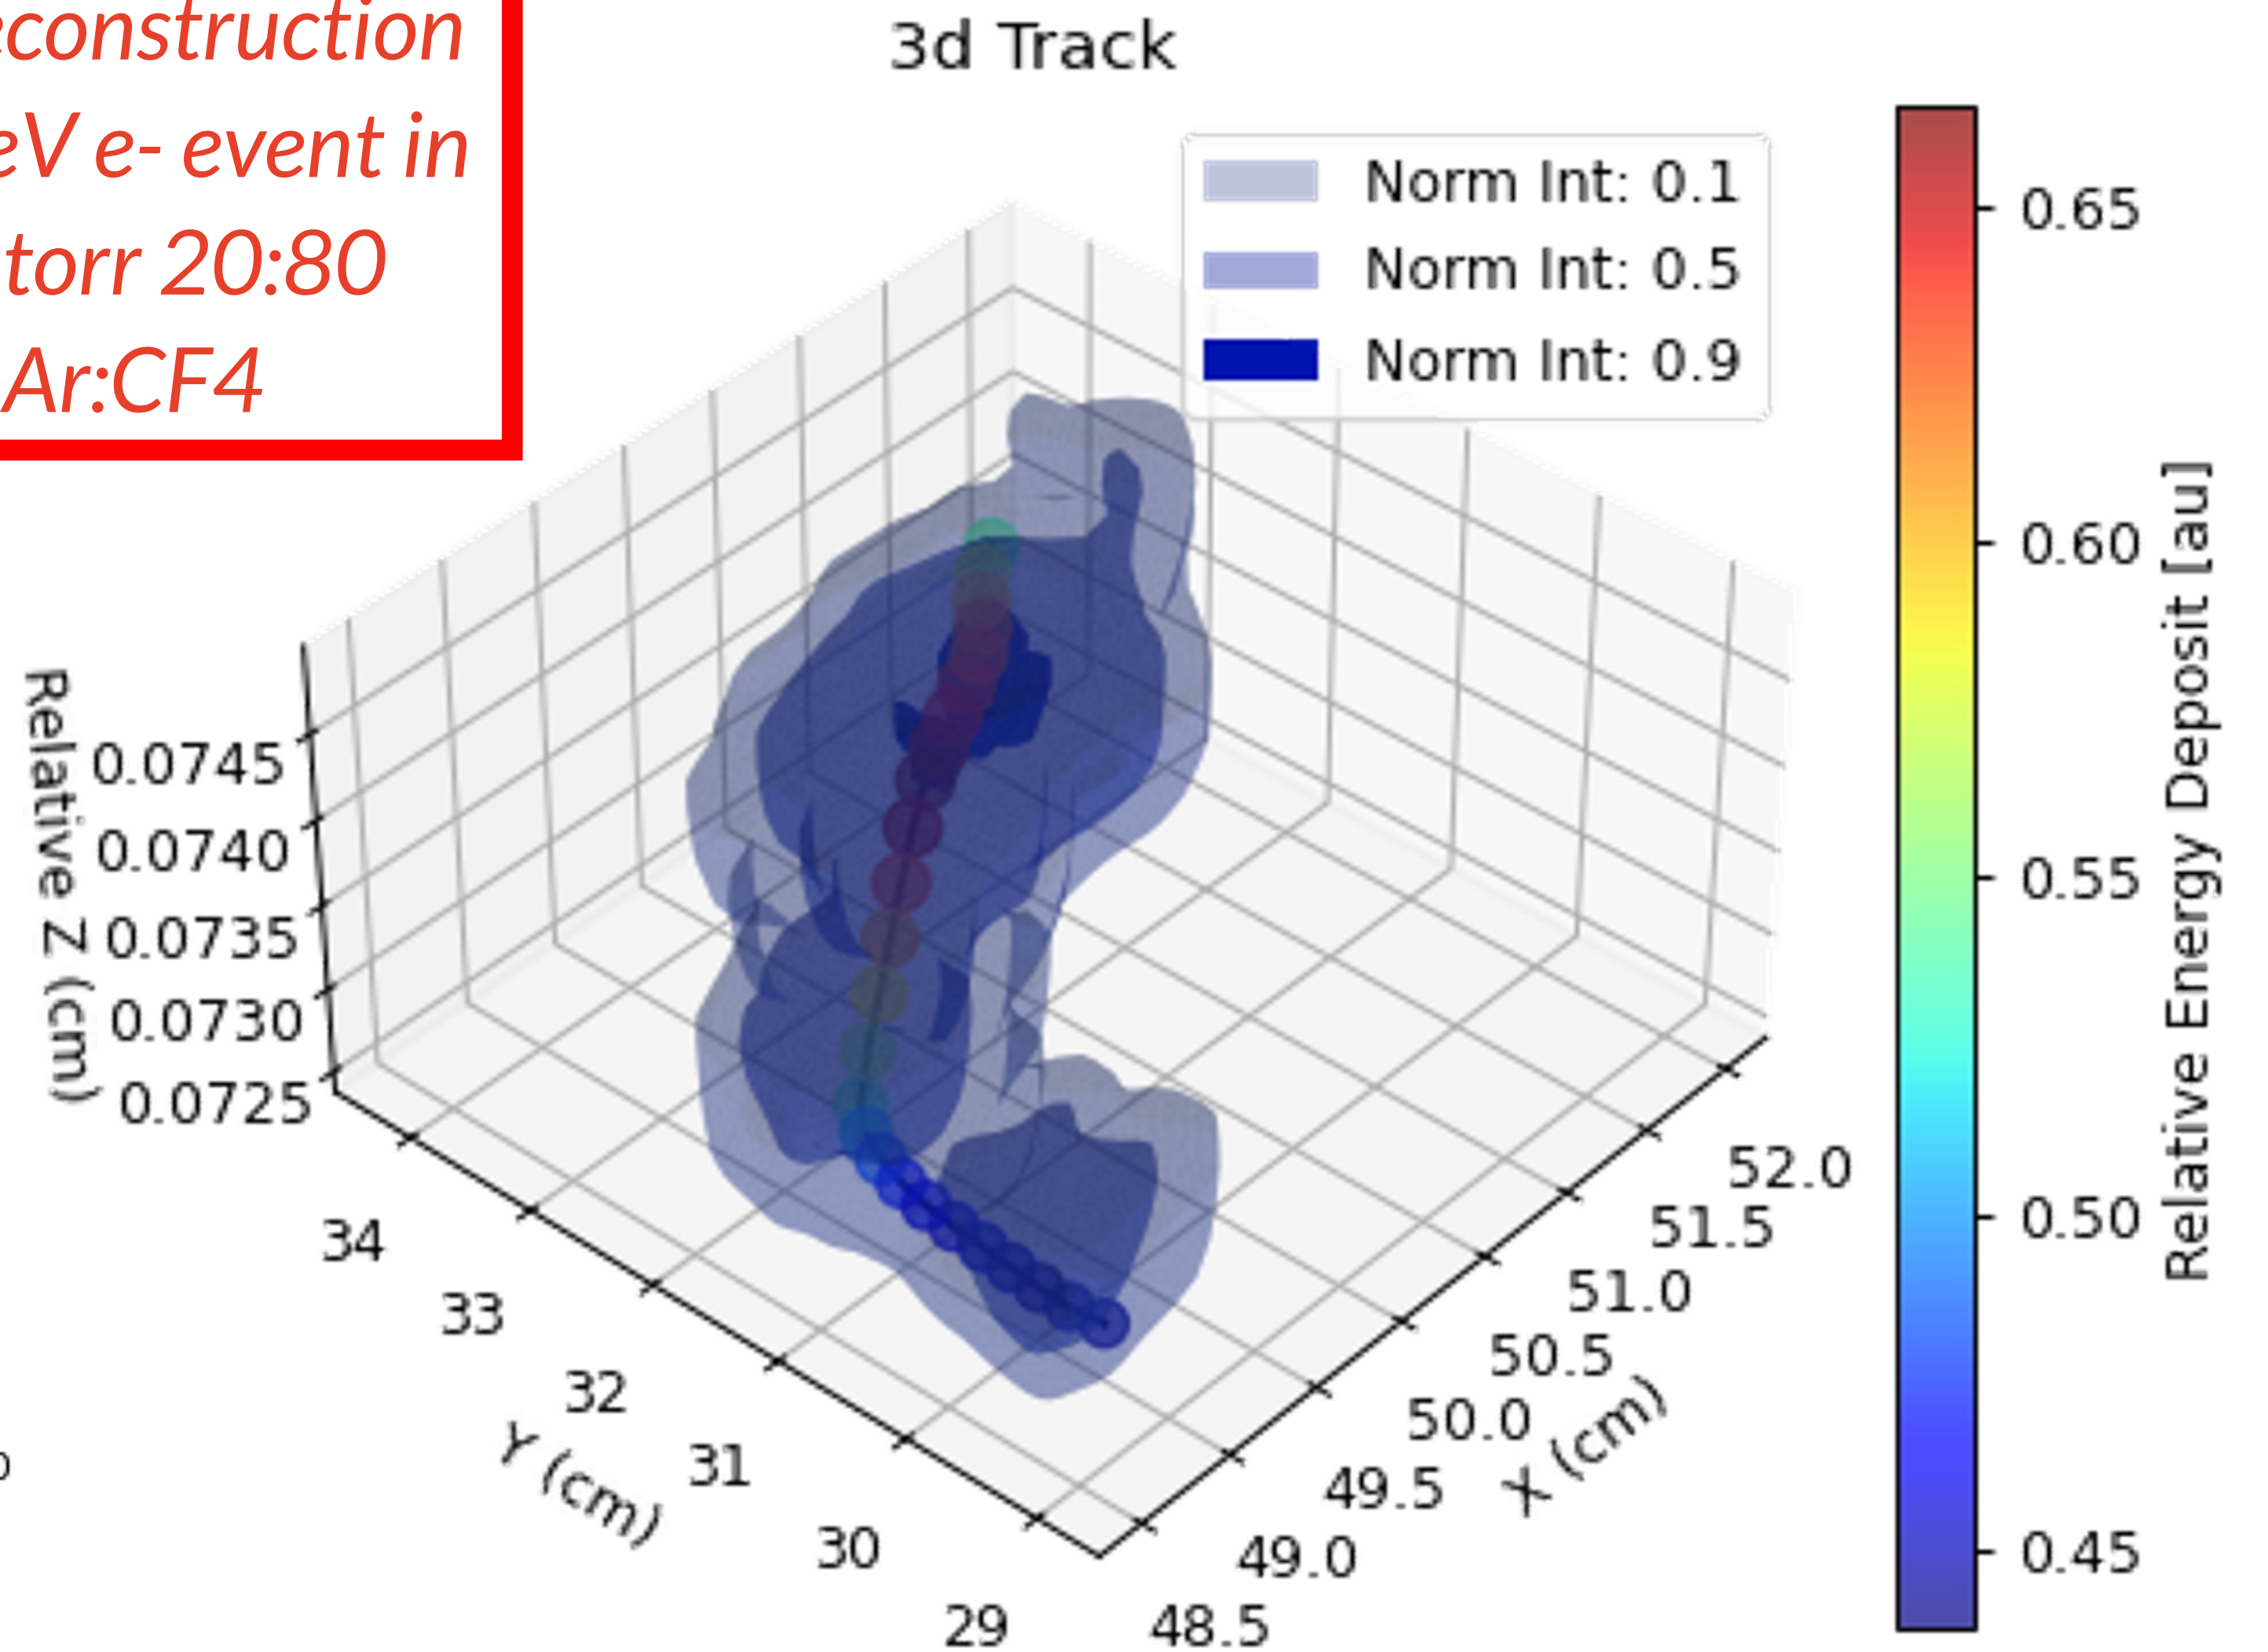 construction
eV e- event in
torr 20:80
Ar:CF4
3d Track
Norm Int: 0.1
Norm Int: 0.5
Norm Int: 0.9
0.65
0.60
0.55
0.50
0.45
Relative Energy Deposit [au]
Relative Z (cm)
0.0745
0.0740
0.0735
0.0730
0.0725
34
33
32
31
30
29
Y (cm)
52.0
51.5
51.0
50.5
50.0
49.5
49.0
48.5
X (cm)